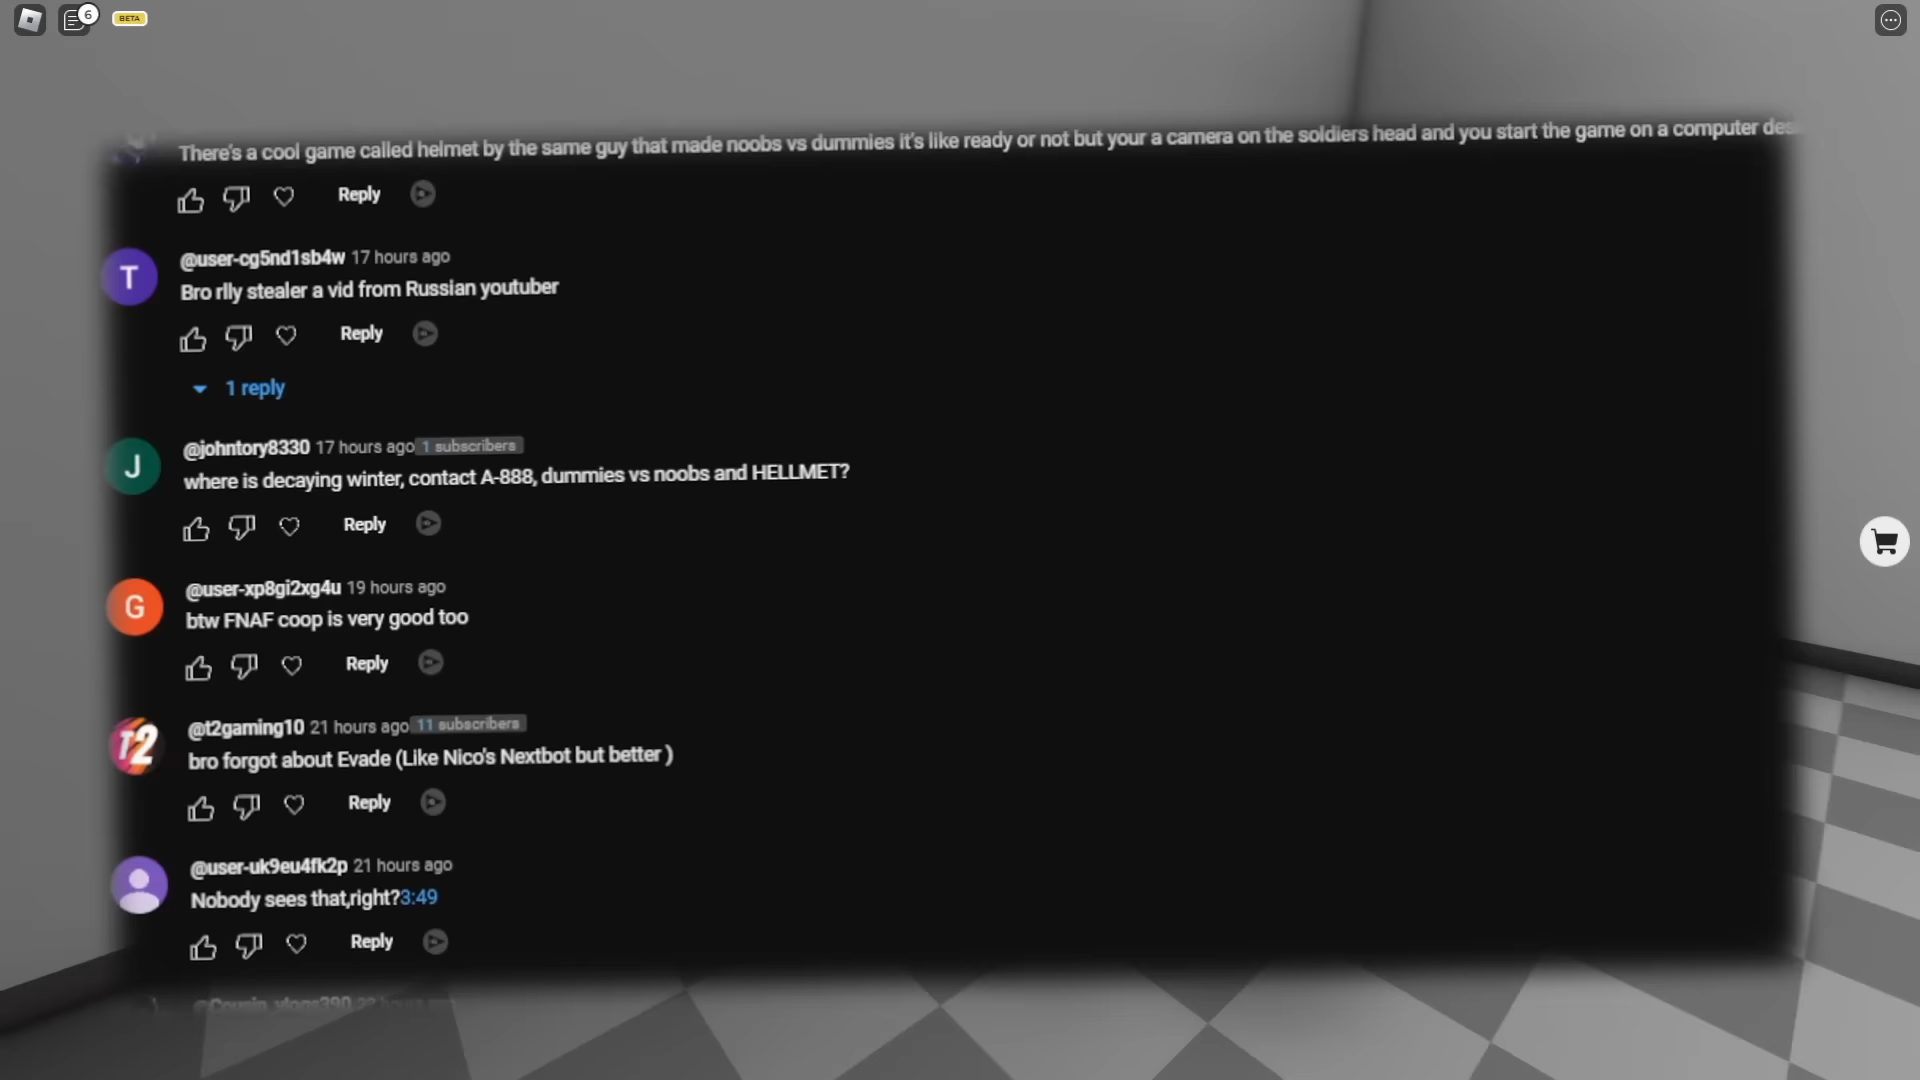 6
BETA
There's a cool game called helmet by the same guy that made noobs vs dummies it's like ready or not but your a camera on the soldiers head and you start the game on a computer
Reply
T
@user-cg5nd1sb4w 17 hours ago
Bro rlly stealer a vid from Russian youtuber
Reply
1 reply
J
@johntory8330 17 hours ago 1 subscribers
where is decaying winter, contact A-888, dummies vs noobs and HELLMET?
Reply
G
@user-xp8gi2xg4u 19 hours ago
btw FNAF coop is very good too
Reply
T2
@t2gaming10 21 hours ago 11 subscribers
bro forgot about Evade (Like Nico's Nextbot but better )
Reply
@user-uk9eu4fk2p 21 hours ago
Nobody sees that,right?3:49
Reply